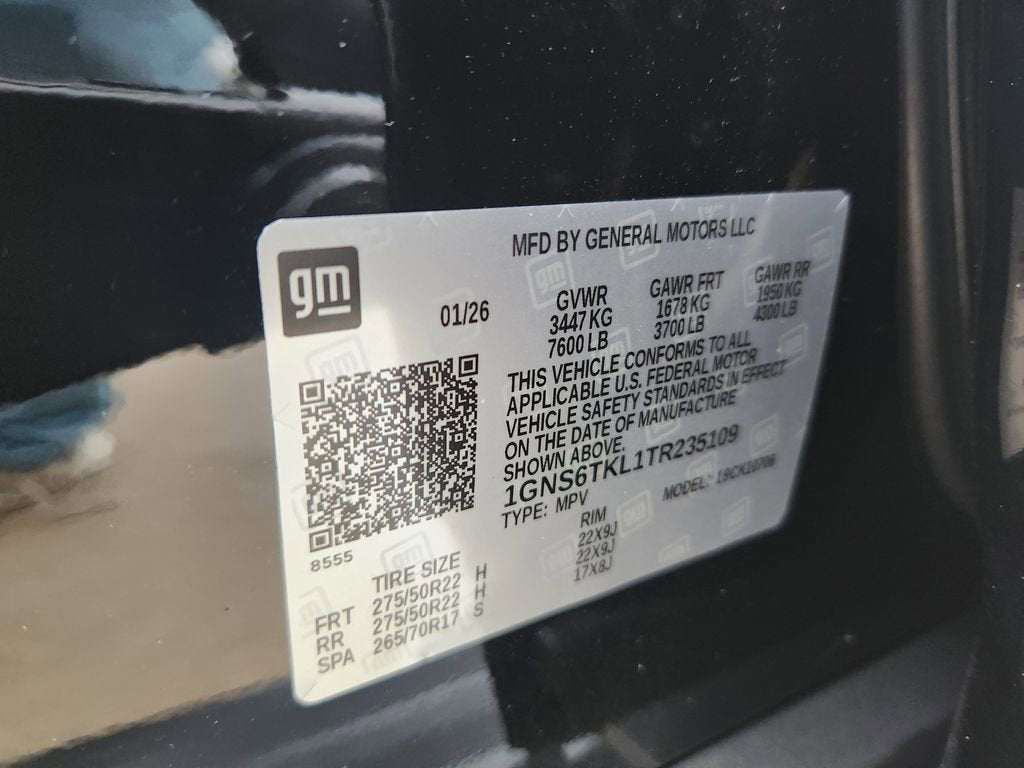 MFD BY GENERAL MOTORS LLC
gm
01/26
GVWR GAWR FRT GAWR RR
3447 KG 1678 KG 1950 KG
7600 LB 3700 LB 4300 LB
THIS VEHICLE CONFORMS TO ALL
APPLICABLE U.S. FEDERAL MOTOR
VEHICLE SAFETY STANDARDS IN EFFECT
ON THE DATE OF MANUFACTURE
SHOWN ABOVE.
1GNS6TKL1TR235109
TYPE: MPV MODEL: 19CK10706
8555
TIRE SIZE RIM
FRT 275/50R22 H 22X9J
RR 275/50R22 H 22X9J
SPA 265/70R17 S 17X8J